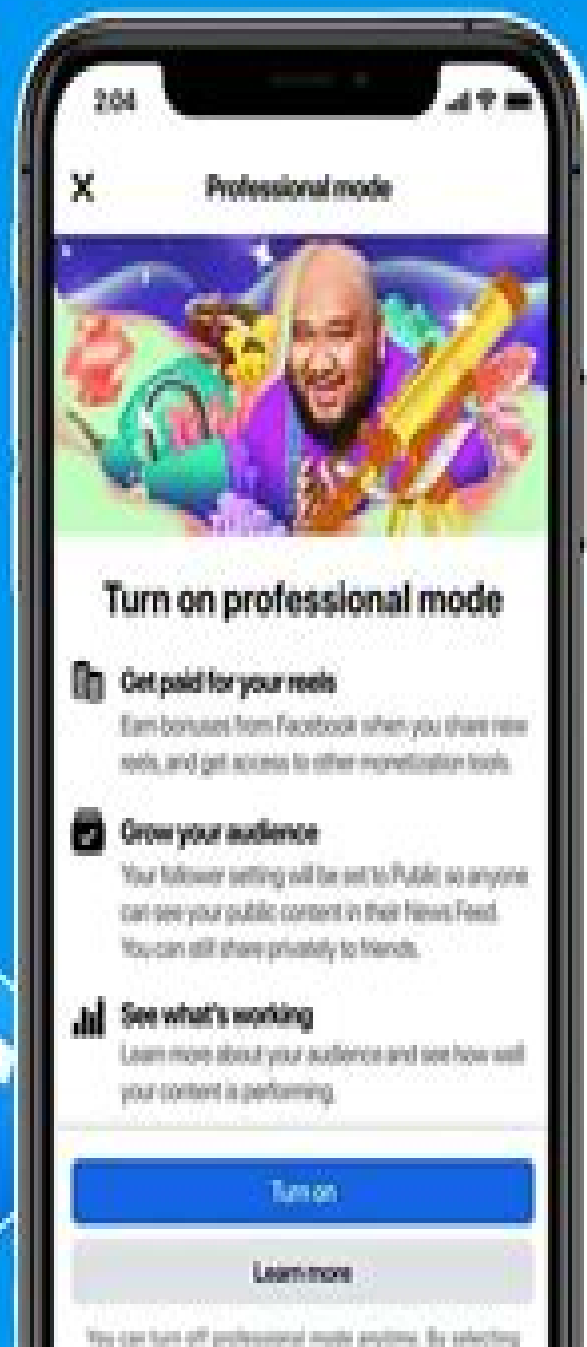 2:04
Professional mode
Turn on professional mode
Get paid for your reels
Earn bonuses from Facebook when you share new
reels, and get access to other monetization tools.
Grow your audience
Your follower setting will be set to Public so anyone
can see your public content in their News Feed.
You can still share privately to friends.
See what's working
Learn more about your audience and see how well
your content is performing.
Turn on
Learn more
You can turn off professional mode anytime. By selecting